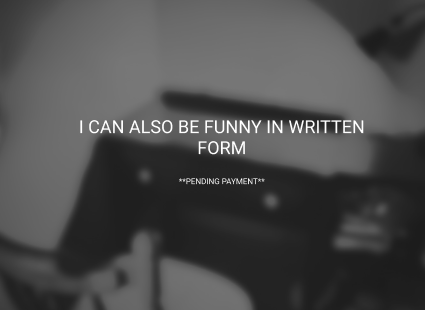 I CAN ALSO BE FUNNY IN WRITTEN
FORM
**PENDING PAYMENT**